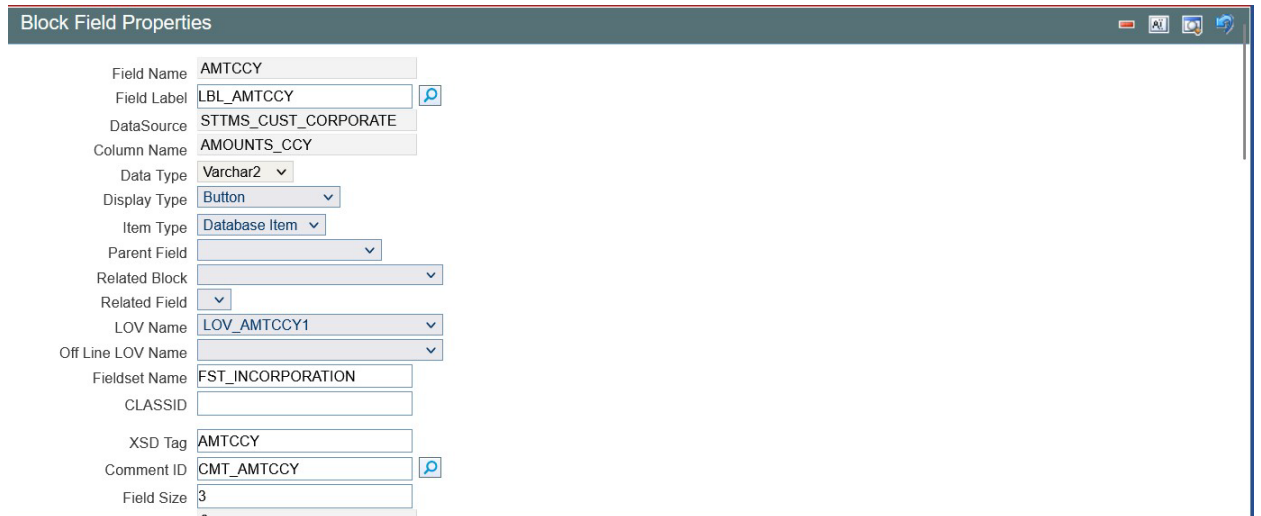 Block Field Properties
Field Name AMTCCY
Field Label LBL_AMTCCY
DataSource STTMS_CUST_CORPORATE
Column Name AMOUNTS_CCY
Data Type Varchar2
Display Type Button
Item Type Database Item
Parent Field
Related Block
Related Field
LOV Name LOV_AMTCCY1
Off Line LOV Name
Fieldset Name FST_INCORPORATION
CLASSID
XSD Tag AMTCCY
Comment ID CMT_AMTCCY
Field Size 3